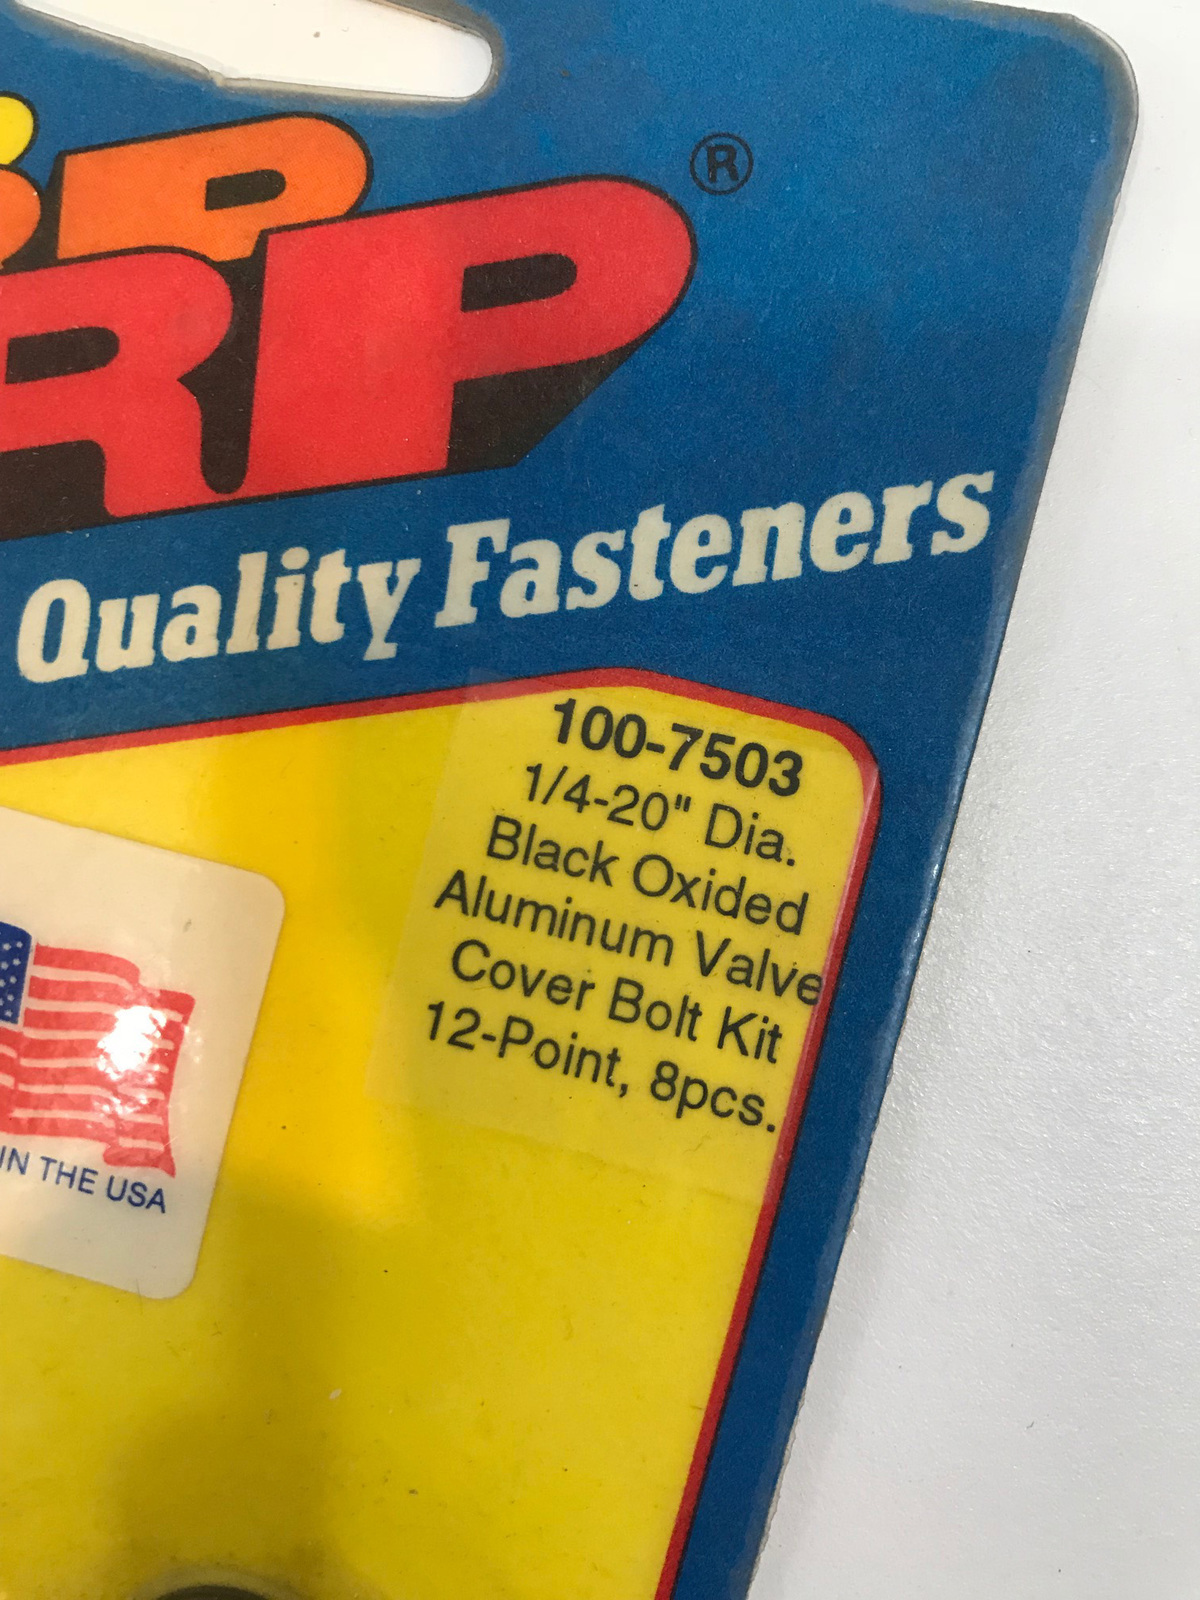 RP
®
Quality Fasteners
100-7503
1/4-20" Dia.
Black Oxided
Aluminum Valve
Cover Bolt Kit
12-Point, 8pcs.
IN THE USA